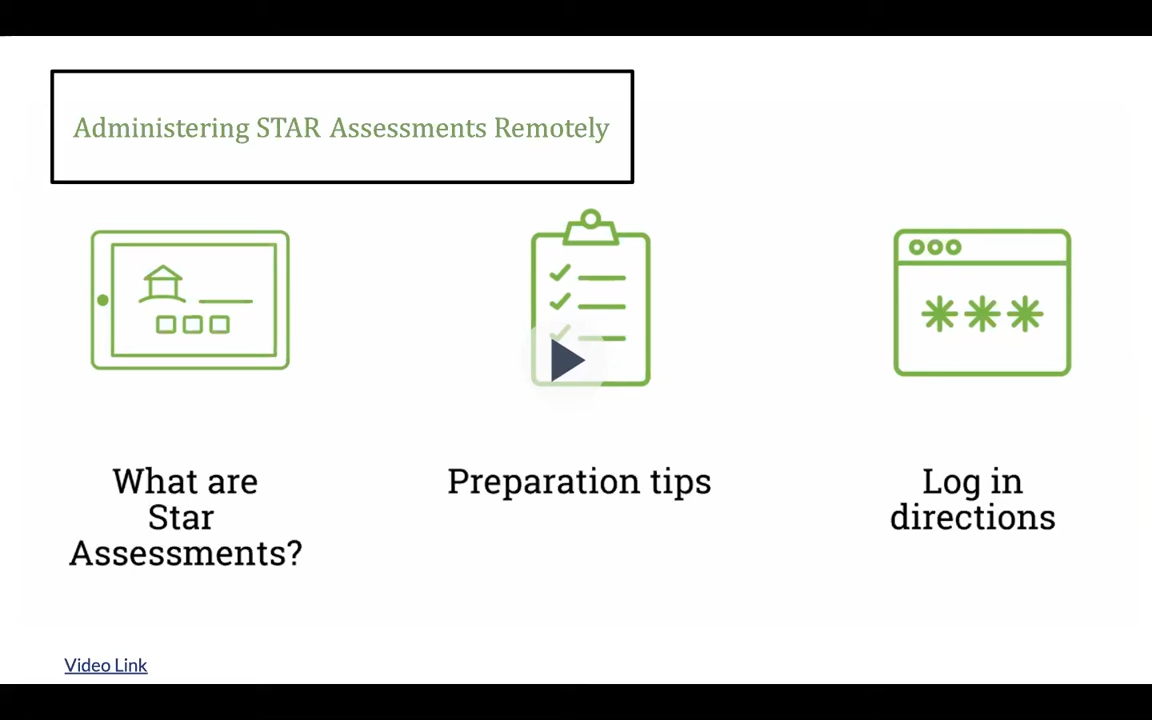 Administering STAR Assessments Remotely
What are
Star
Assessments?
Preparation tips
Log in
directions
Video Link